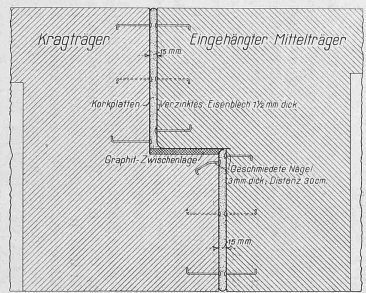 Kragträger
Eingehängter Mittelträger
15 mm
Korkplatten
Verzinktes Eisenblech 1½ mm dick
Graphit-Zwischenlage
Geschmiedete Nägel
3 mm dick, Distanz 30 cm
15 mm